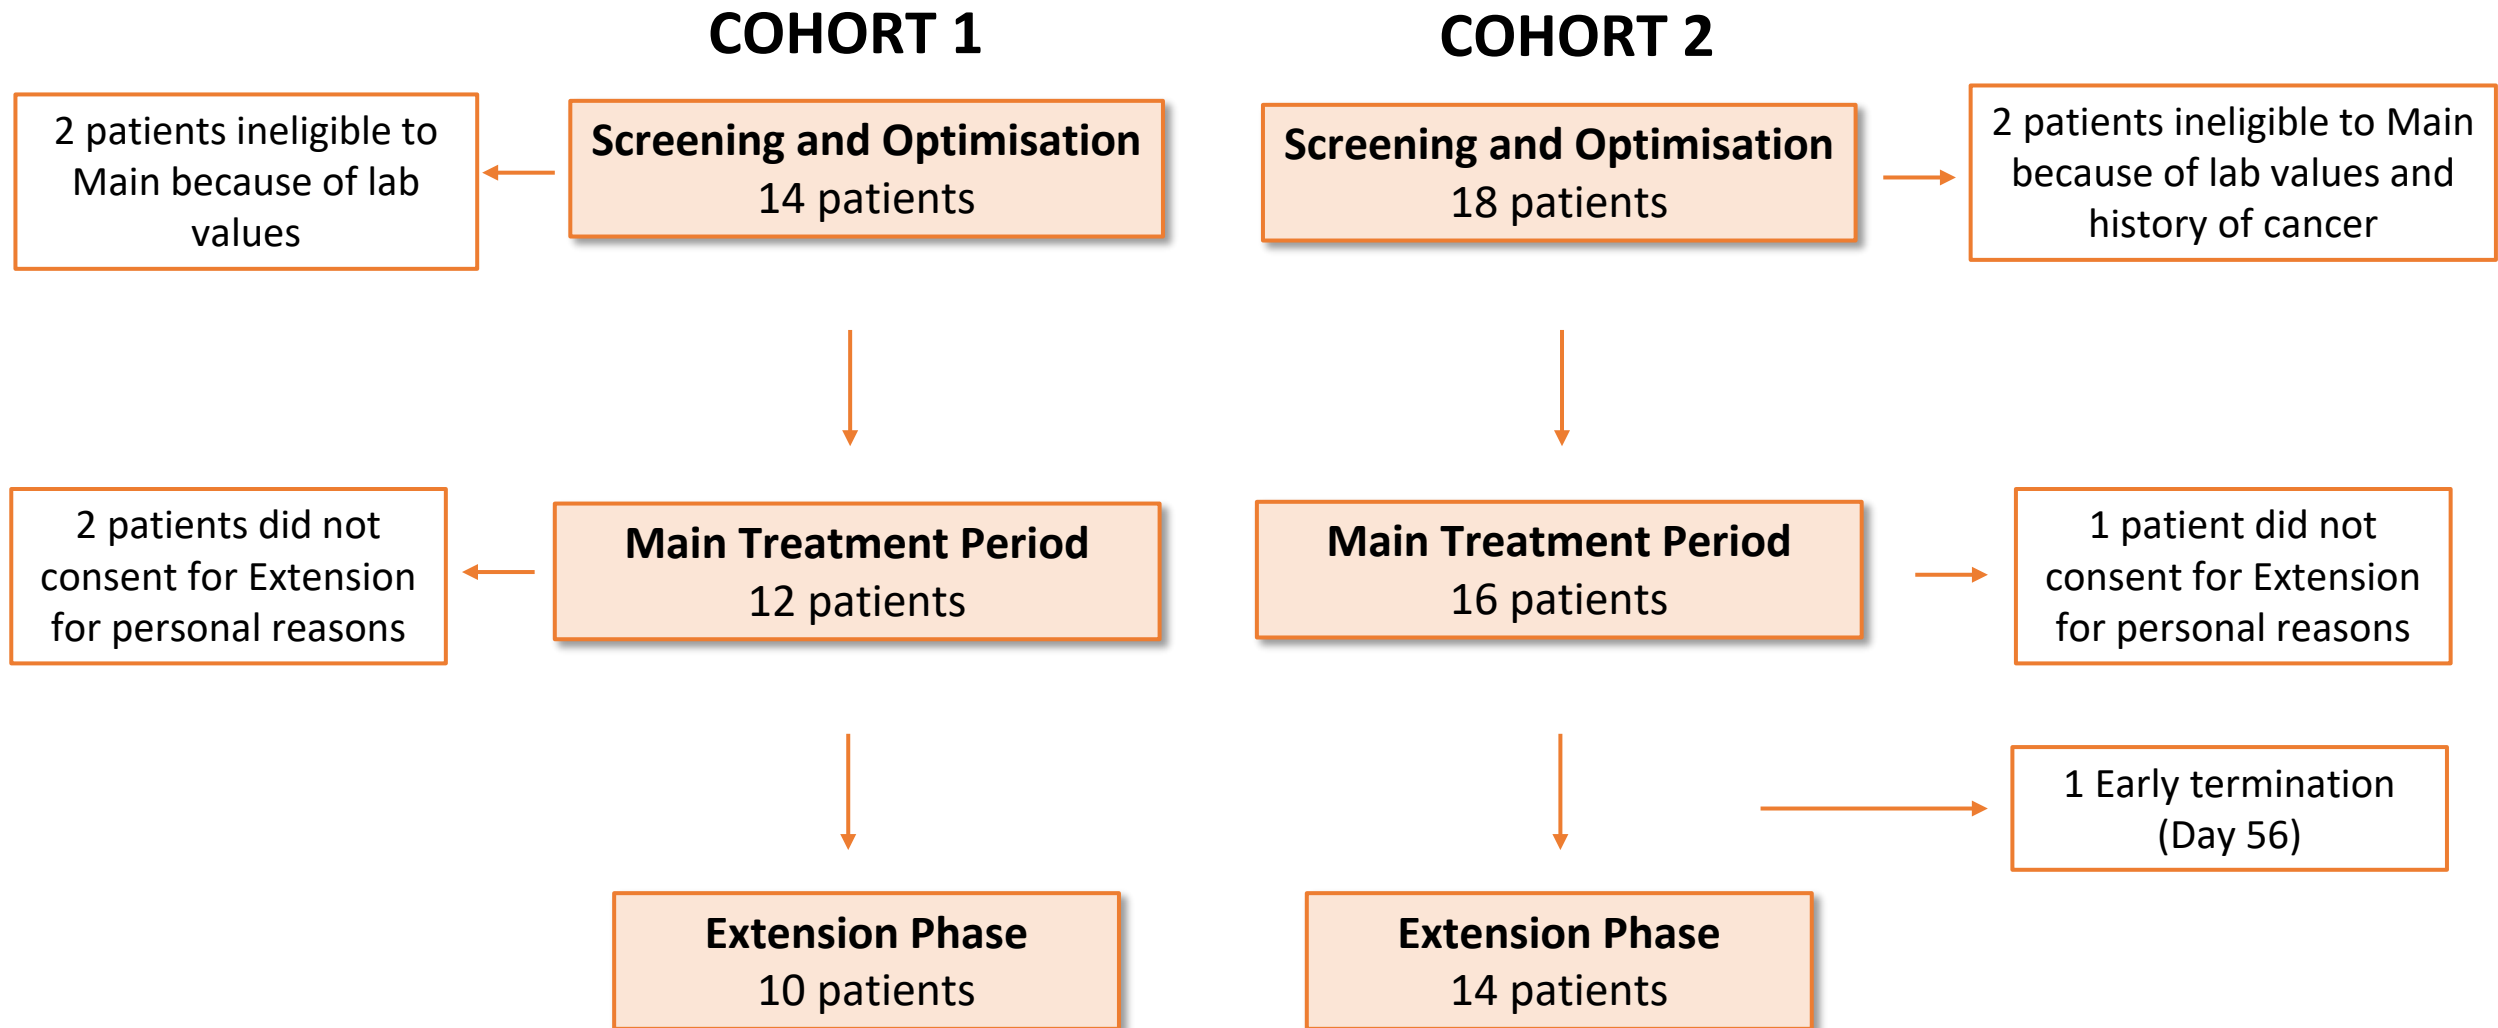 COHORT 1
COHORT 2
2 patients ineligible to
Main because of lab
values
Screening and Optimisation
14 patients
Screening and Optimisation
18 patients
2 patients ineligible to Main
because of lab values and
history of cancer
2 patients did not
consent for Extension
for personal reasons
Main Treatment Period
12 patients
Main Treatment Period
16 patients
1 patient did not
consent for Extension
for personal reasons
1 Early termination
(Day 56)
Extension Phase
10 patients
Extension Phase
14 patients